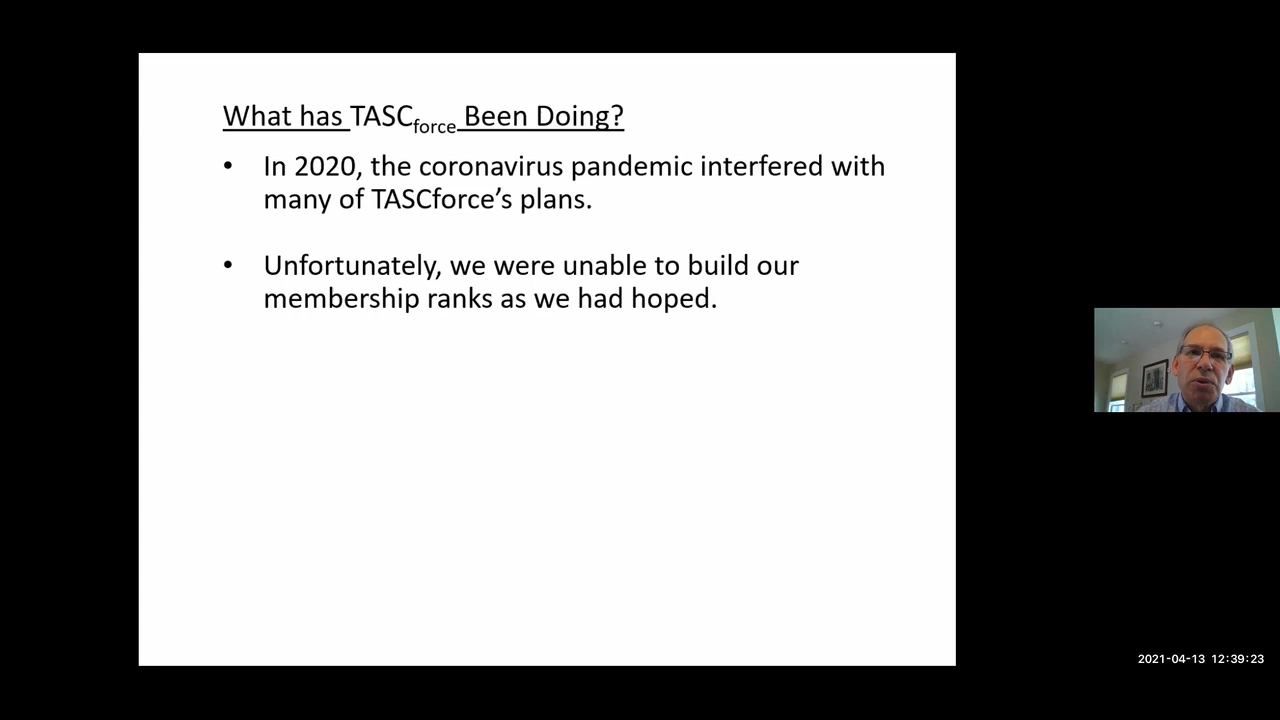 What has TASCforce Been Doing?
• In 2020, the coronavirus pandemic interfered with
many of TASCforce’s plans.
• Unfortunately, we were unable to build our
membership ranks as we had hoped.
2021-04-13 12:39:23